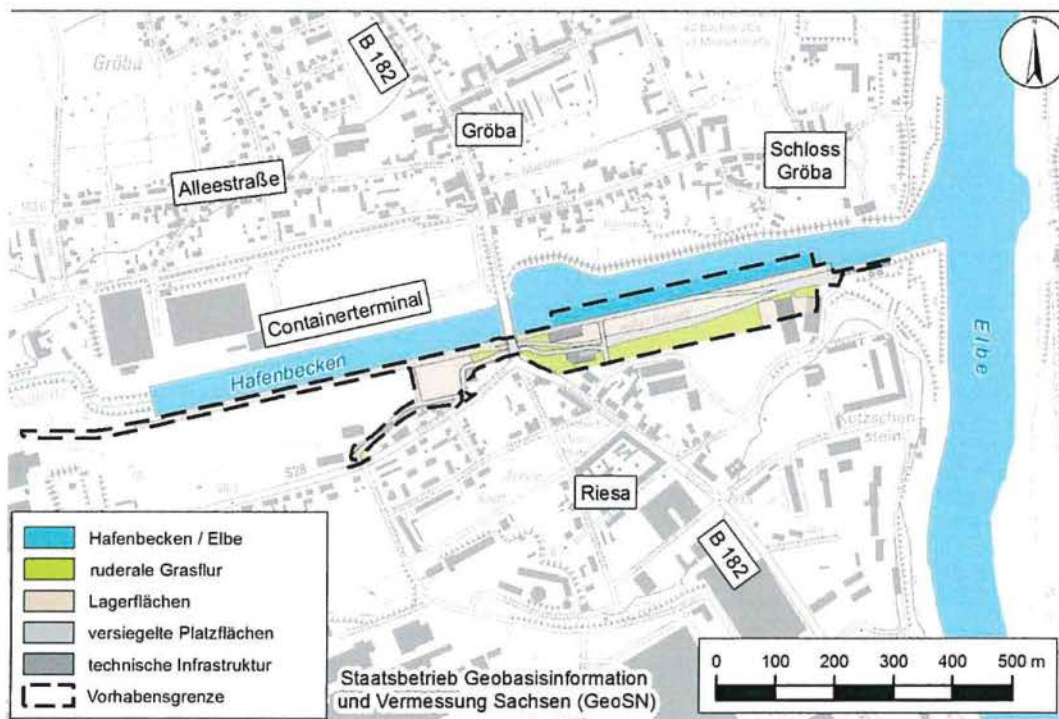 Gröba
B 182
Gröba
Schloss
Gröba
Alleestraße
Containerterminal
Hafenbecken
Elbe
Riesa
B 182
Hafenbecken / Elbe
ruderale Grasflur
Lagerflächen
versiegelte Platzflächen
technische Infrastruktur
Vorhabensgrenze
Staatsbetrieb Geobasisinformation
und Vermessung Sachsen (GeoSN)
0 100 200 300 400 500 m